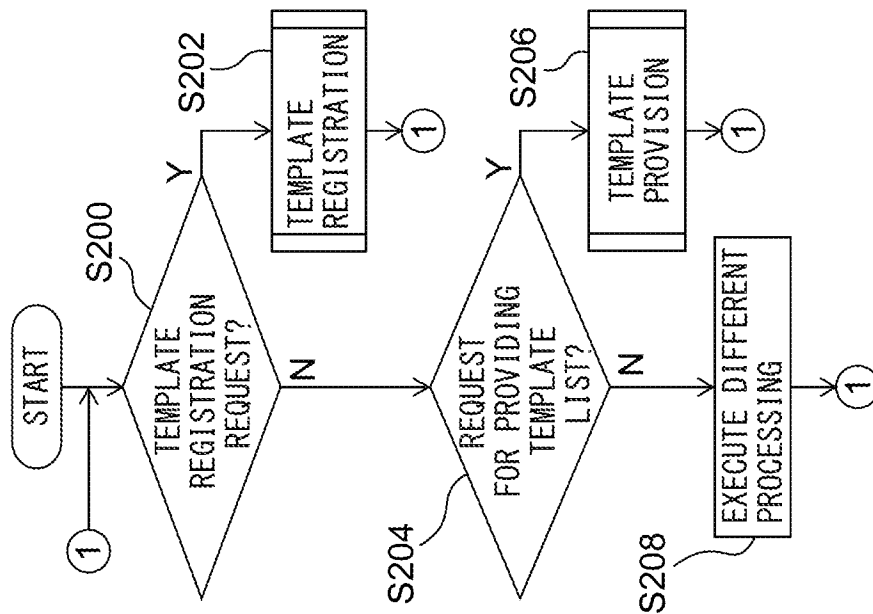 START
1
S200
TEMPLATE
REGISTRATION
REQUEST?
Y
S202
TEMPLATE
REGISTRATION
1
N
S204
REQUEST
FOR PROVIDING
TEMPLATE
LIST?
Y
S206
TEMPLATE
PROVISION
1
N
S208
EXECUTE DIFFERENT
PROCESSING
1